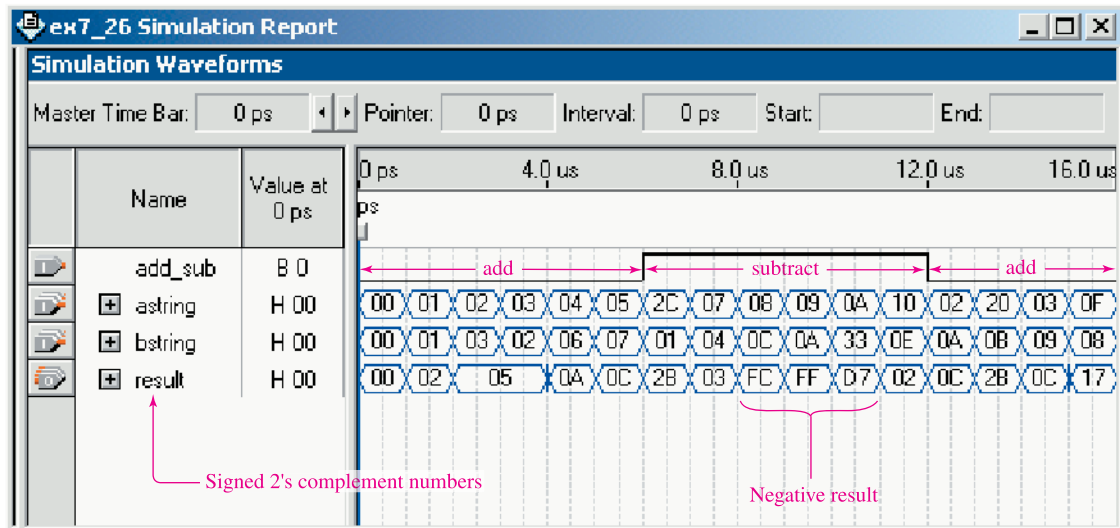 ex7_26 Simulation Report
Simulation Waveforms
Master Time Bar: 0 ps Pointer: 0 ps Interval: 0 ps Start: End:
Name Value at 0 ps 0 ps 4.0 us 8.0 us 12.0 us 16.0 us
ps
add_sub B 0 add subtract add
astring H 00 00 01 02 03 04 05 2C 07 08 09 0A 10 02 20 03 0F
bstring H 00 00 01 03 02 06 07 01 04 0C 0A 33 0E 0A 0B 09 08
result H 00 00 02 05 0A 0C 2B 03 FC FF D7 02 0C 2B 0C 17
Signed 2's complement numbers
Negative result